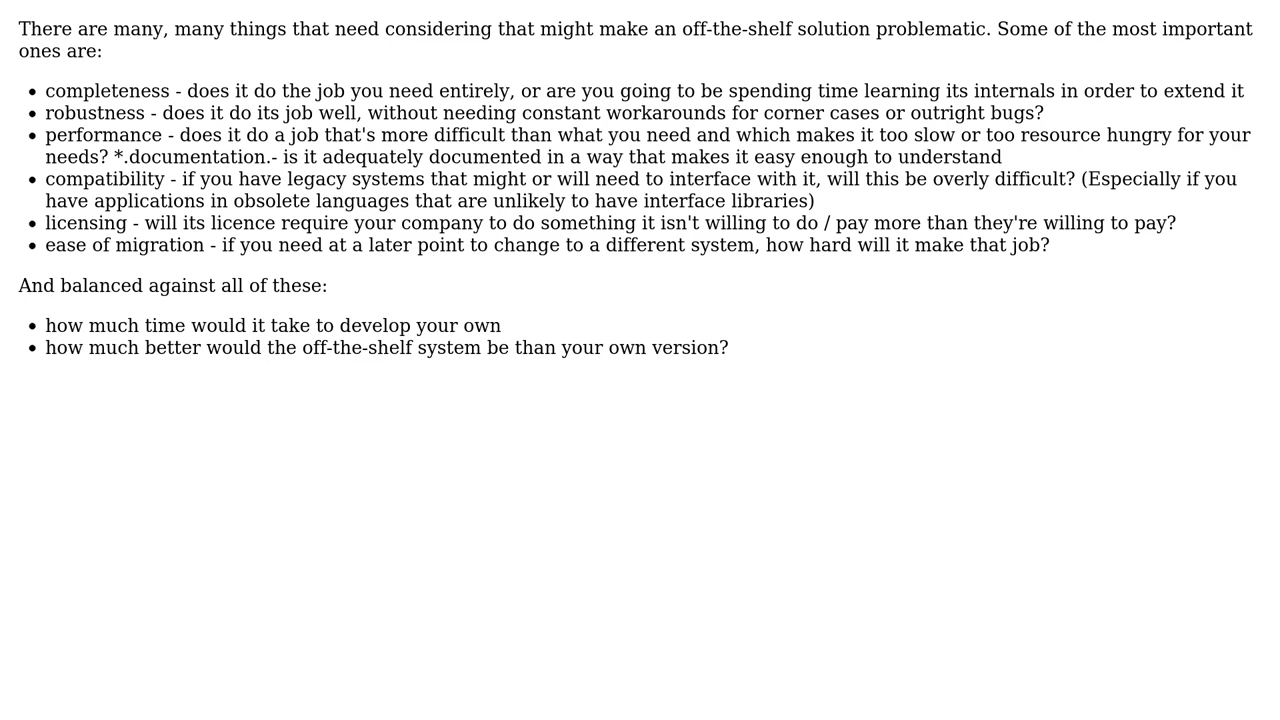 There are many, many things that need considering that might make an off-the-shelf solution problematic. Some of the most important
ones are:
• completeness - does it do the job you need entirely, or are you going to be spending time learning its internals in order to extend it
• robustness - does it do its job well, without needing constant workarounds for corner cases or outright bugs?
• performance - does it do a job that's more difficult than what you need and which makes it too slow or too resource hungry for your
needs? *.documentation.- is it adequately documented in a way that makes it easy enough to understand
• compatibility - if you have legacy systems that might or will need to interface with it, will this be overly difficult? (Especially if you
have applications in obsolete languages that are unlikely to have interface libraries)
• licensing - will its licence require your company to do something it isn't willing to do / pay more than they're willing to pay?
• ease of migration - if you need at a later point to change to a different system, how hard will it make that job?
And balanced against all of these:
• how much time would it take to develop your own
• how much better would the off-the-shelf system be than your own version?